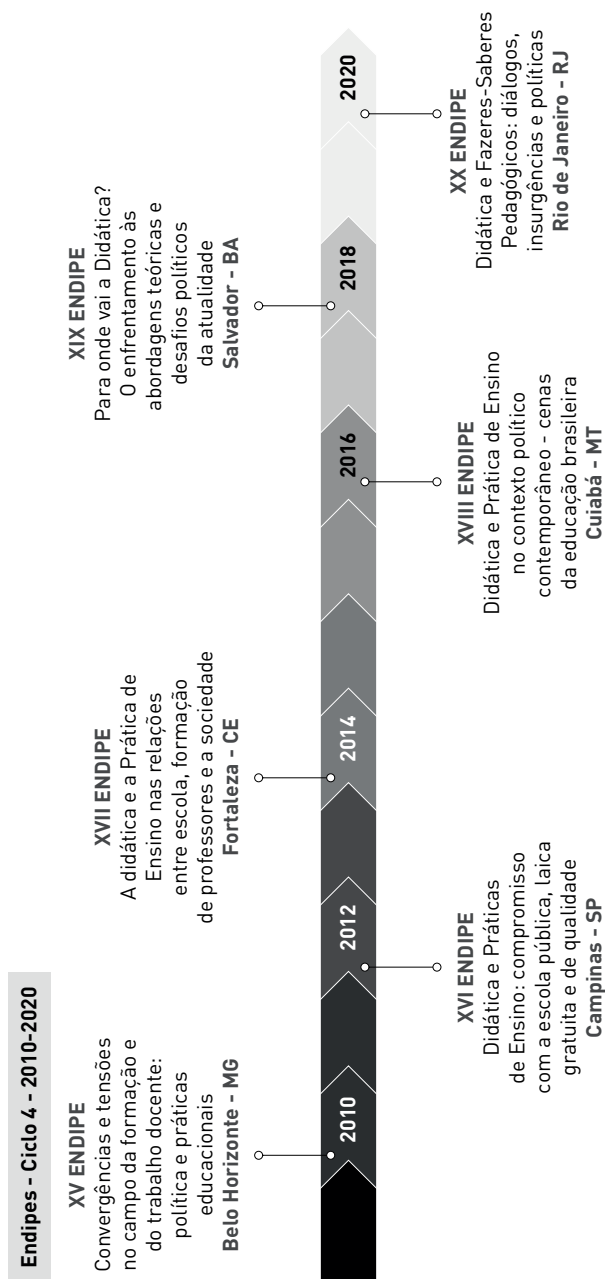 Endipes - Ciclo 4 - 2010-2020
XV ENDIPE
Convergências e tensões
no campo da formação e
do trabalho docente:
política e práticas
educacionais
Belo Horizonte - MG
2010
XVI ENDIPE
Didática e Práticas
de Ensino: compromisso
com a escola pública, laica
gratuita e de qualidade
Campinas - SP
2012
XVII ENDIPE
A didática e a Prática de
Ensino nas relações
entre escola, formação
de professores e a sociedade
Fortaleza - CE
2014
XVIII ENDIPE
Didática e Prática de Ensino
no contexto político
contemporâneo - cenas
da educação brasileira
Cuiabá - MT
2016
XIX ENDIPE
Para onde vai a Didática?
O enfrentamento às
abordagens teóricas e
desafios políticos
da atualidade
Salvador - BA
2018
XX ENDIPE
Didática e Fazeres-Saberes
Pedagógicos: diálogos,
insurgências e políticas
Rio de Janeiro - RJ
2020